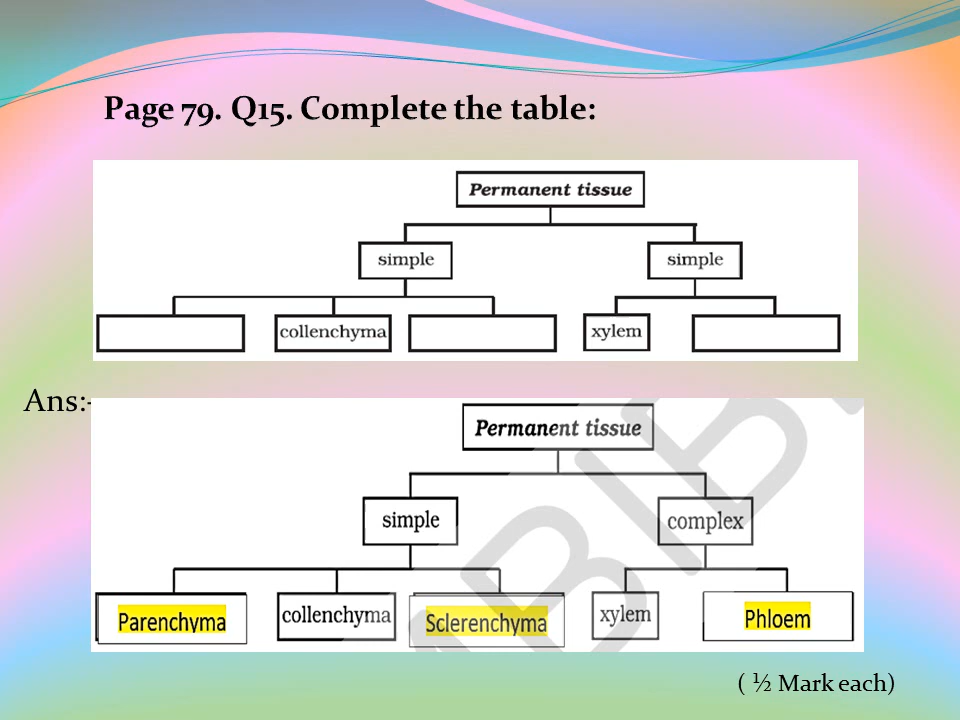 Page 79. Q15. Complete the table:
Permanent tissue
simple simple
collenchyma xylem
Ans:-
Permanent tissue
simple complex
Parenchyma collenchyma Sclerenchyma xylem Phloem
( ½ Mark each)